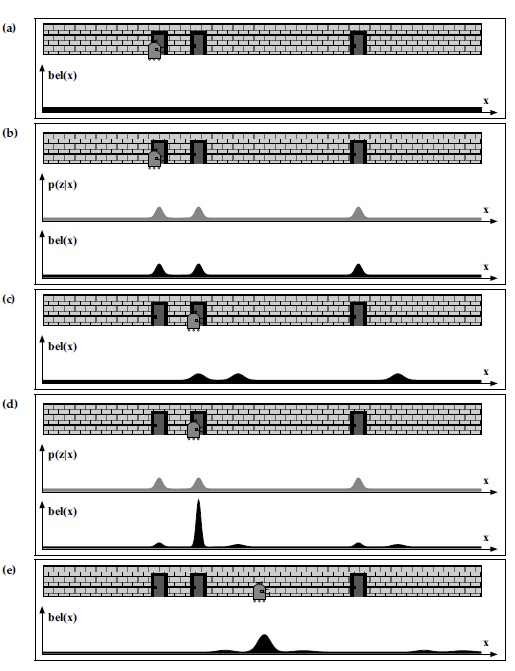 (a)
bel(x)
x
(b)
p(z|x)
x
bel(x)
x
(c)
bel(x)
x
(d)
p(z|x)
x
bel(x)
x
(e)
bel(x)
x